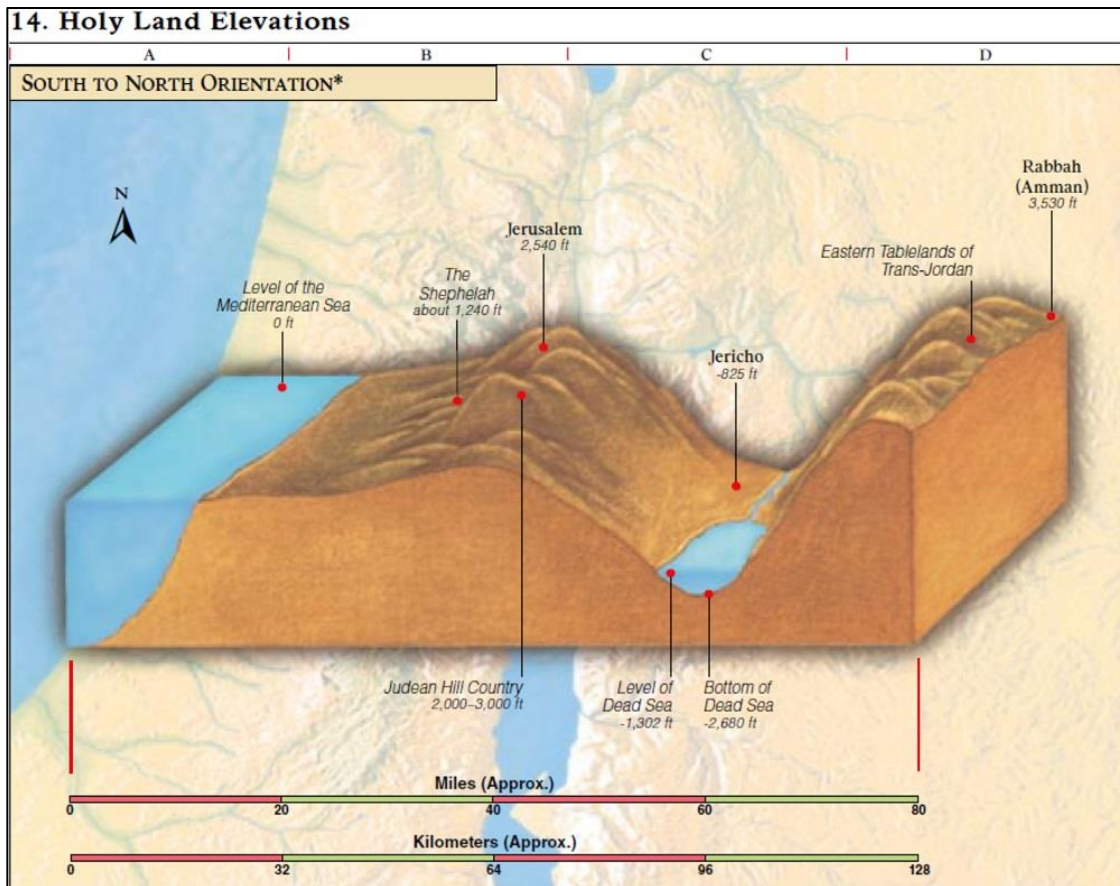 14. Holy Land Elevations
A B C D
SOUTH TO NORTH ORIENTATION*
N
Rabbah
(Amman)
3,530 ft
Jerusalem
2,540 ft
Eastern Tablelands of
Trans-Jordan
The
Shephelah
about 1,240 ft
Level of the
Mediterranean Sea
0 ft
Jericho
-825 ft
Judean Hill Country
2,000–3,000 ft
Level of
Dead Sea
-1,302 ft
Bottom of
Dead Sea
-2,680 ft
Miles (Approx.)
0 20 40 60 80
Kilometers (Approx.)
0 32 64 96 128